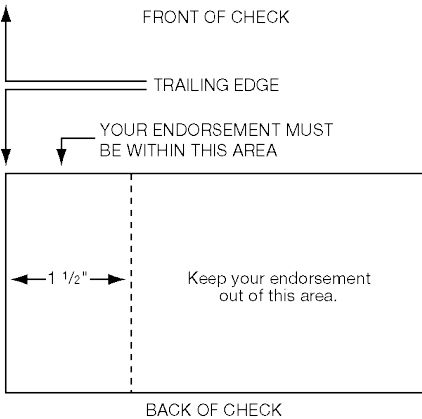 FRONT OF CHECK
TRAILING EDGE
YOUR ENDORSEMENT MUST
BE WITHIN THIS AREA
1 1/2"
Keep your endorsement
out of this area.
BACK OF CHECK